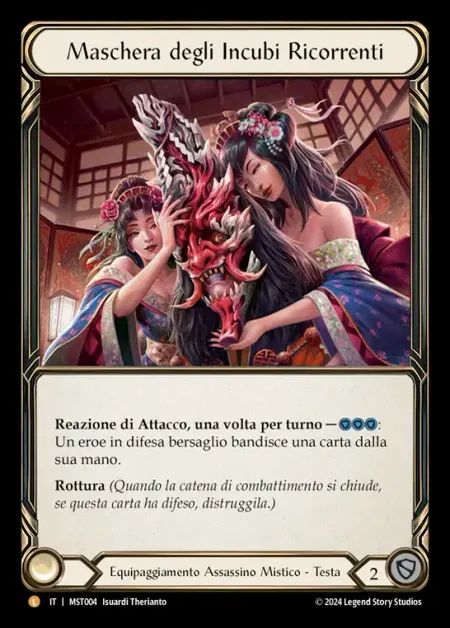 Maschera degli Incubi Ricorrenti
Reazione di Attacco, una volta per turno — :
Un eroe in difesa bersaglio bandisce una carta dalla
sua mano.
Rottura (Quando la catena di combattimento si chiude,
se questa carta ha difeso, distruggila.)
Equipaggiamento Assassino Mistico - Testa
2
L IT | MST004 Isuardi Therianto
© 2024 Legend Story Studios